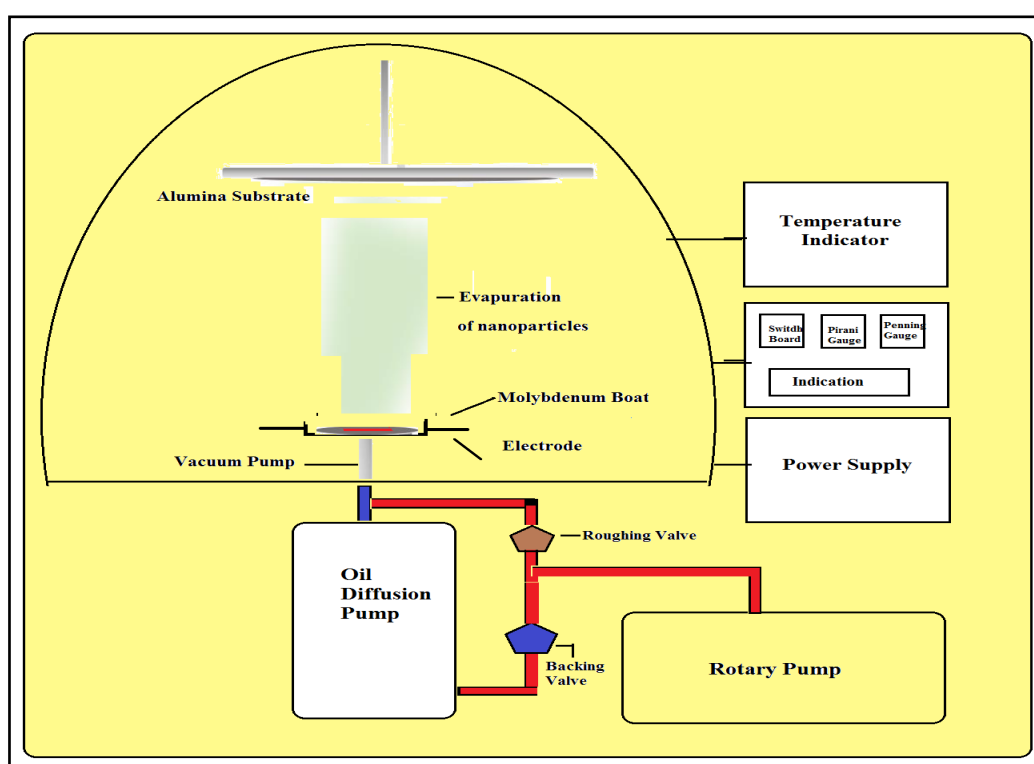 Alumina Substrate
Temperature
Indicator
Evapuration
of nanoparticles
Switdh
Board
Pirani
Gauge
Penning
Gauge
Indication
Molybdenum Boat
Electrode
Vacuum Pump
Power Supply
Roughing Valve
Oil
Diffusion
Pump
Backing
Valve
Rotary Pump